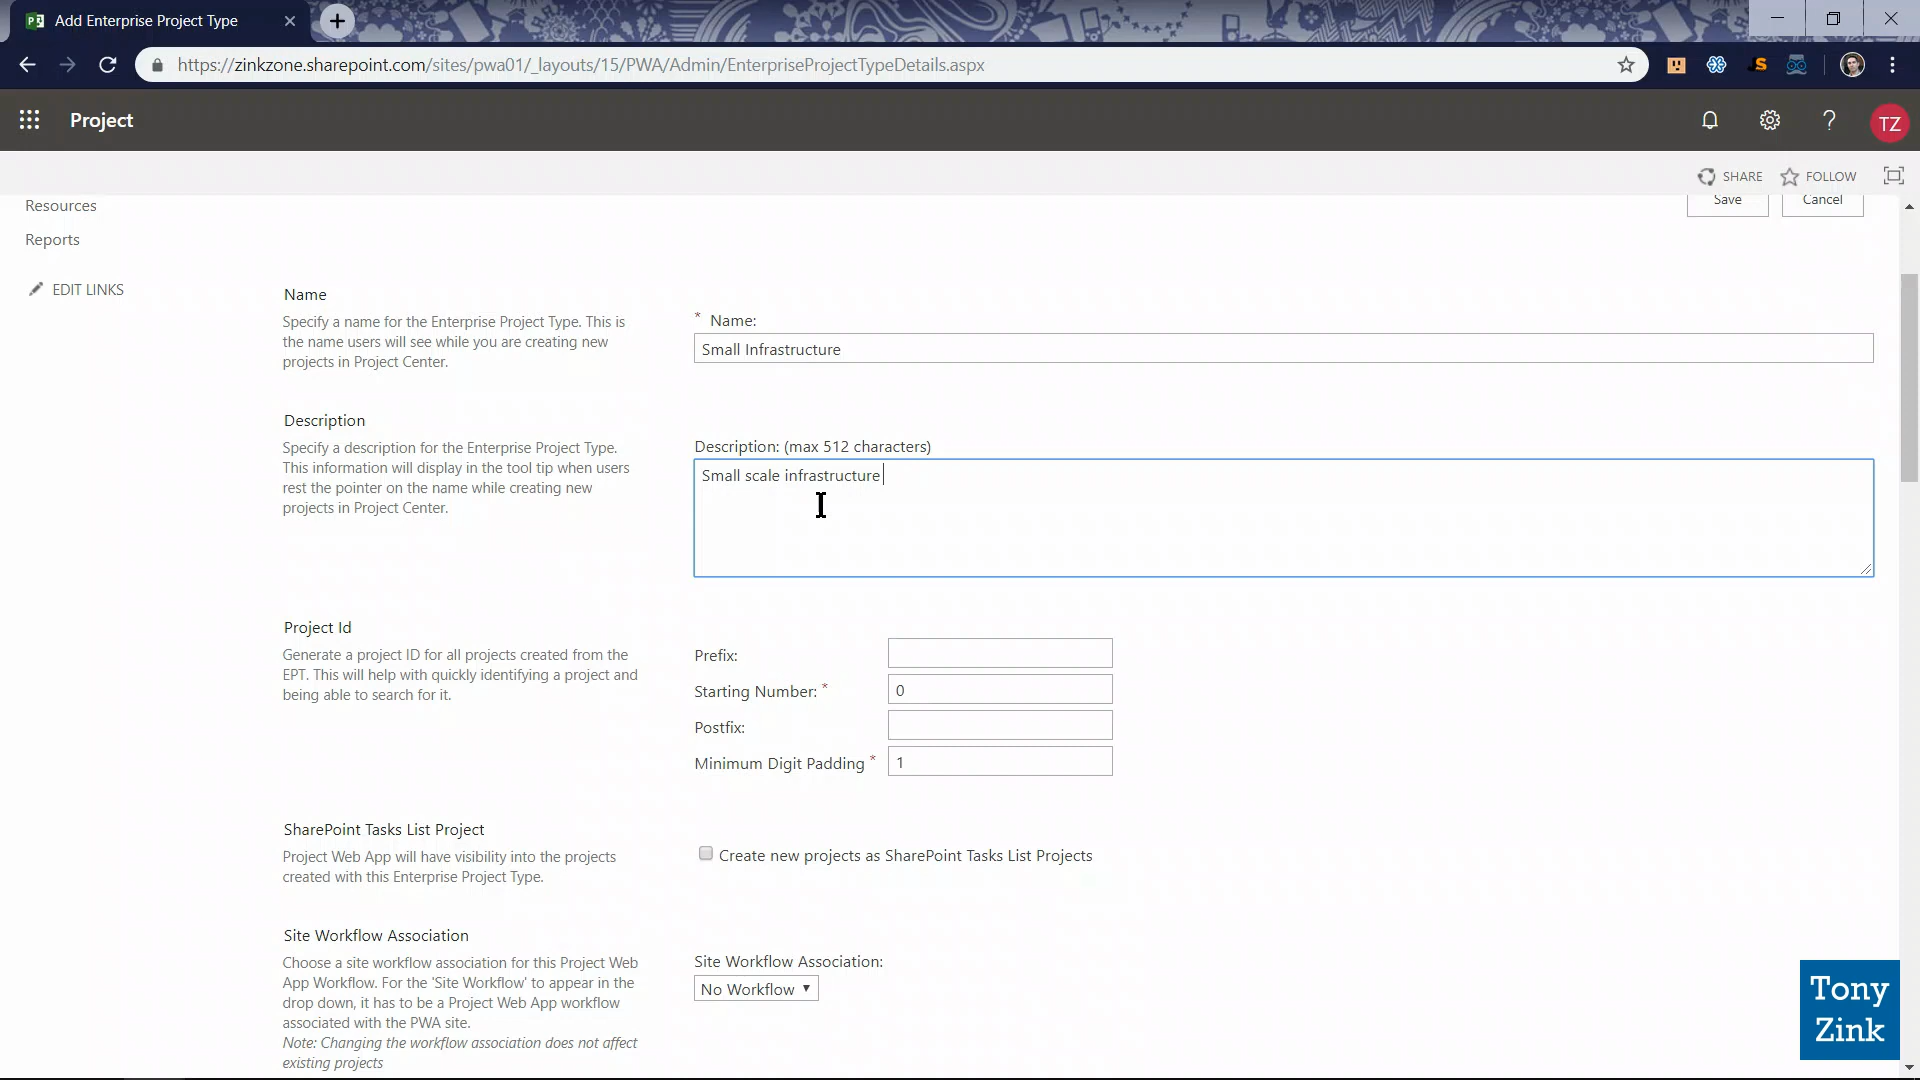 Add Enterprise Project Type
https://zinkzone.sharepoint.com/sites/pwa01/_layouts/15/PWA/Admin/EnterpriseProjectTypeDetails.aspx
Project
TZ
SHARE
FOLLOW
Resources
Save
Cancel
Reports
EDIT LINKS
Name
Specify a name for the Enterprise Project Type. This is
the name users will see while you are creating new
projects in Project Center.
* Name:
Small Infrastructure
Description
Specify a description for the Enterprise Project Type.
This information will display in the tool tip when users
rest the pointer on the name while creating new
projects in Project Center.
Description: (max 512 characters)
Small scale infrastructure
Project Id
Generate a project ID for all projects created from the
EPT. This will help with quickly identifying a project and
being able to search for it.
Prefix:
Starting Number: * 0
Postfix:
Minimum Digit Padding * 1
SharePoint Tasks List Project
Project Web App will have visibility into the projects
created with this Enterprise Project Type.
Create new projects as SharePoint Tasks List Projects
Site Workflow Association
Choose a site workflow association for this Project Web
App Workflow. For the 'Site Workflow' to appear in the
drop down, it has to be a Project Web App workflow
associated with the PWA site.
Note: Changing the workflow association does not affect
existing projects
Site Workflow Association:
No Workflow
Tony
Zink